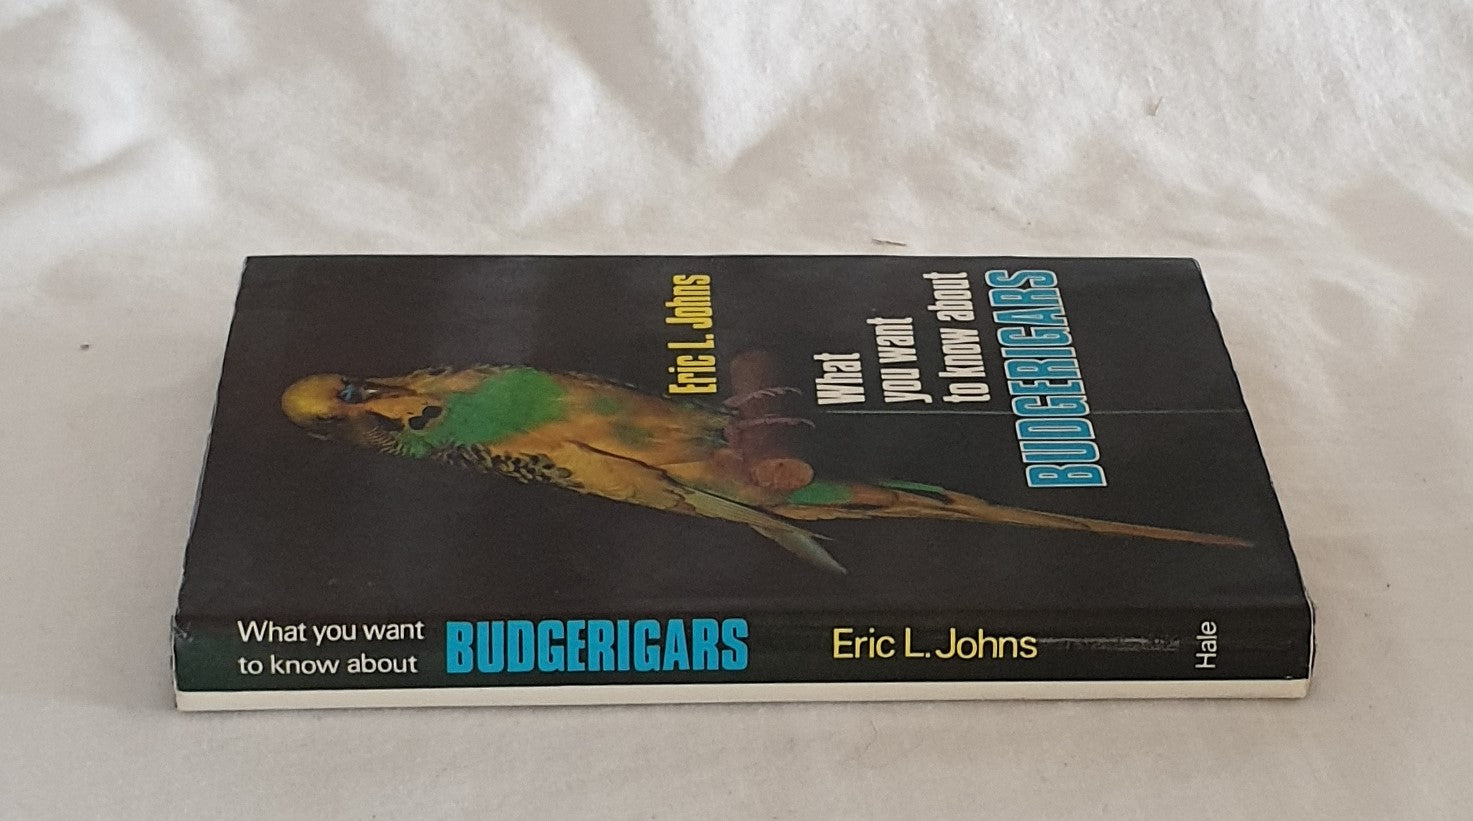 Eric L. Johns
What
you want
to know about
BUDGERIGARS
What you want
to know about
BUDGERIGARS
Eric L. Johns
Hale